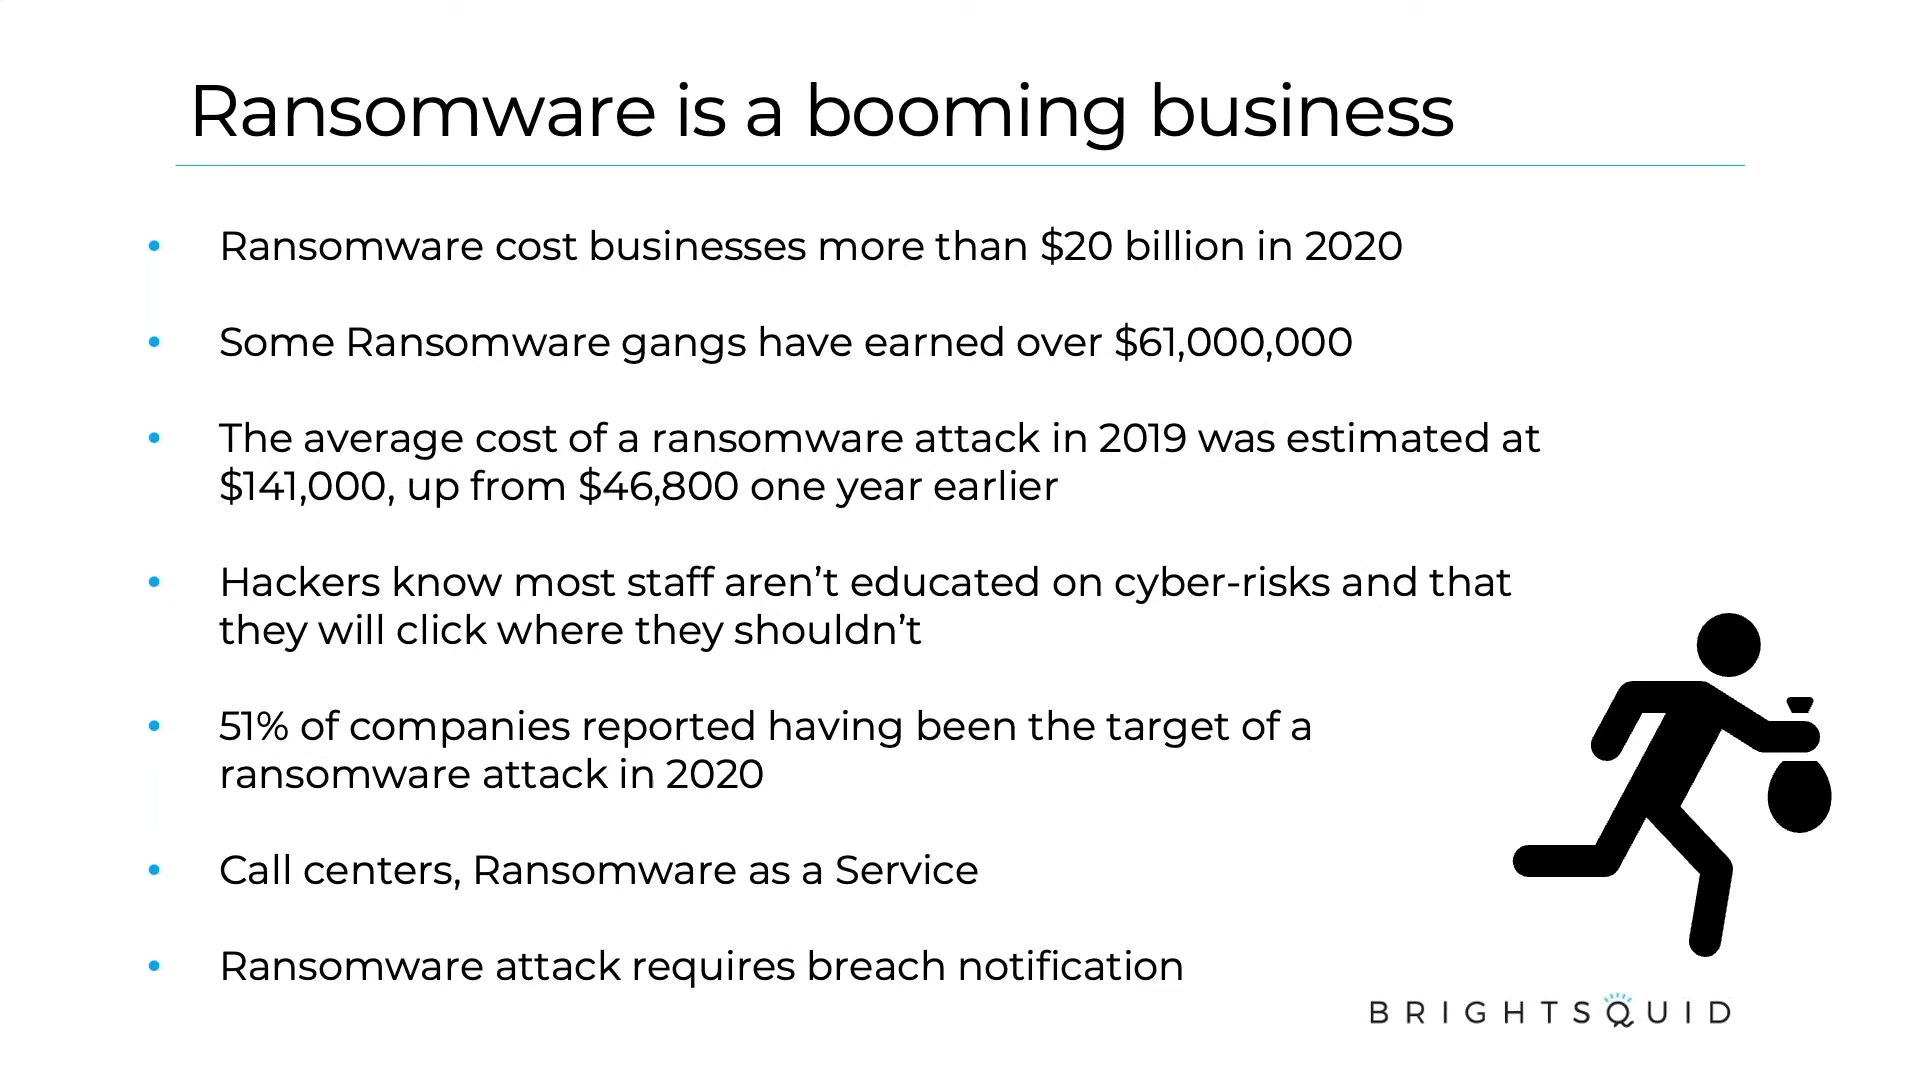 Ransomware is a booming business
• Ransomware cost businesses more than $20 billion in 2020
• Some Ransomware gangs have earned over $61,000,000
• The average cost of a ransomware attack in 2019 was estimated at
$141,000, up from $46,800 one year earlier
• Hackers know most staff aren’t educated on cyber-risks and that
they will click where they shouldn’t
• 51% of companies reported having been the target of a
ransomware attack in 2020
• Call centers, Ransomware as a Service
• Ransomware attack requires breach notification
BRIGHTSQUID